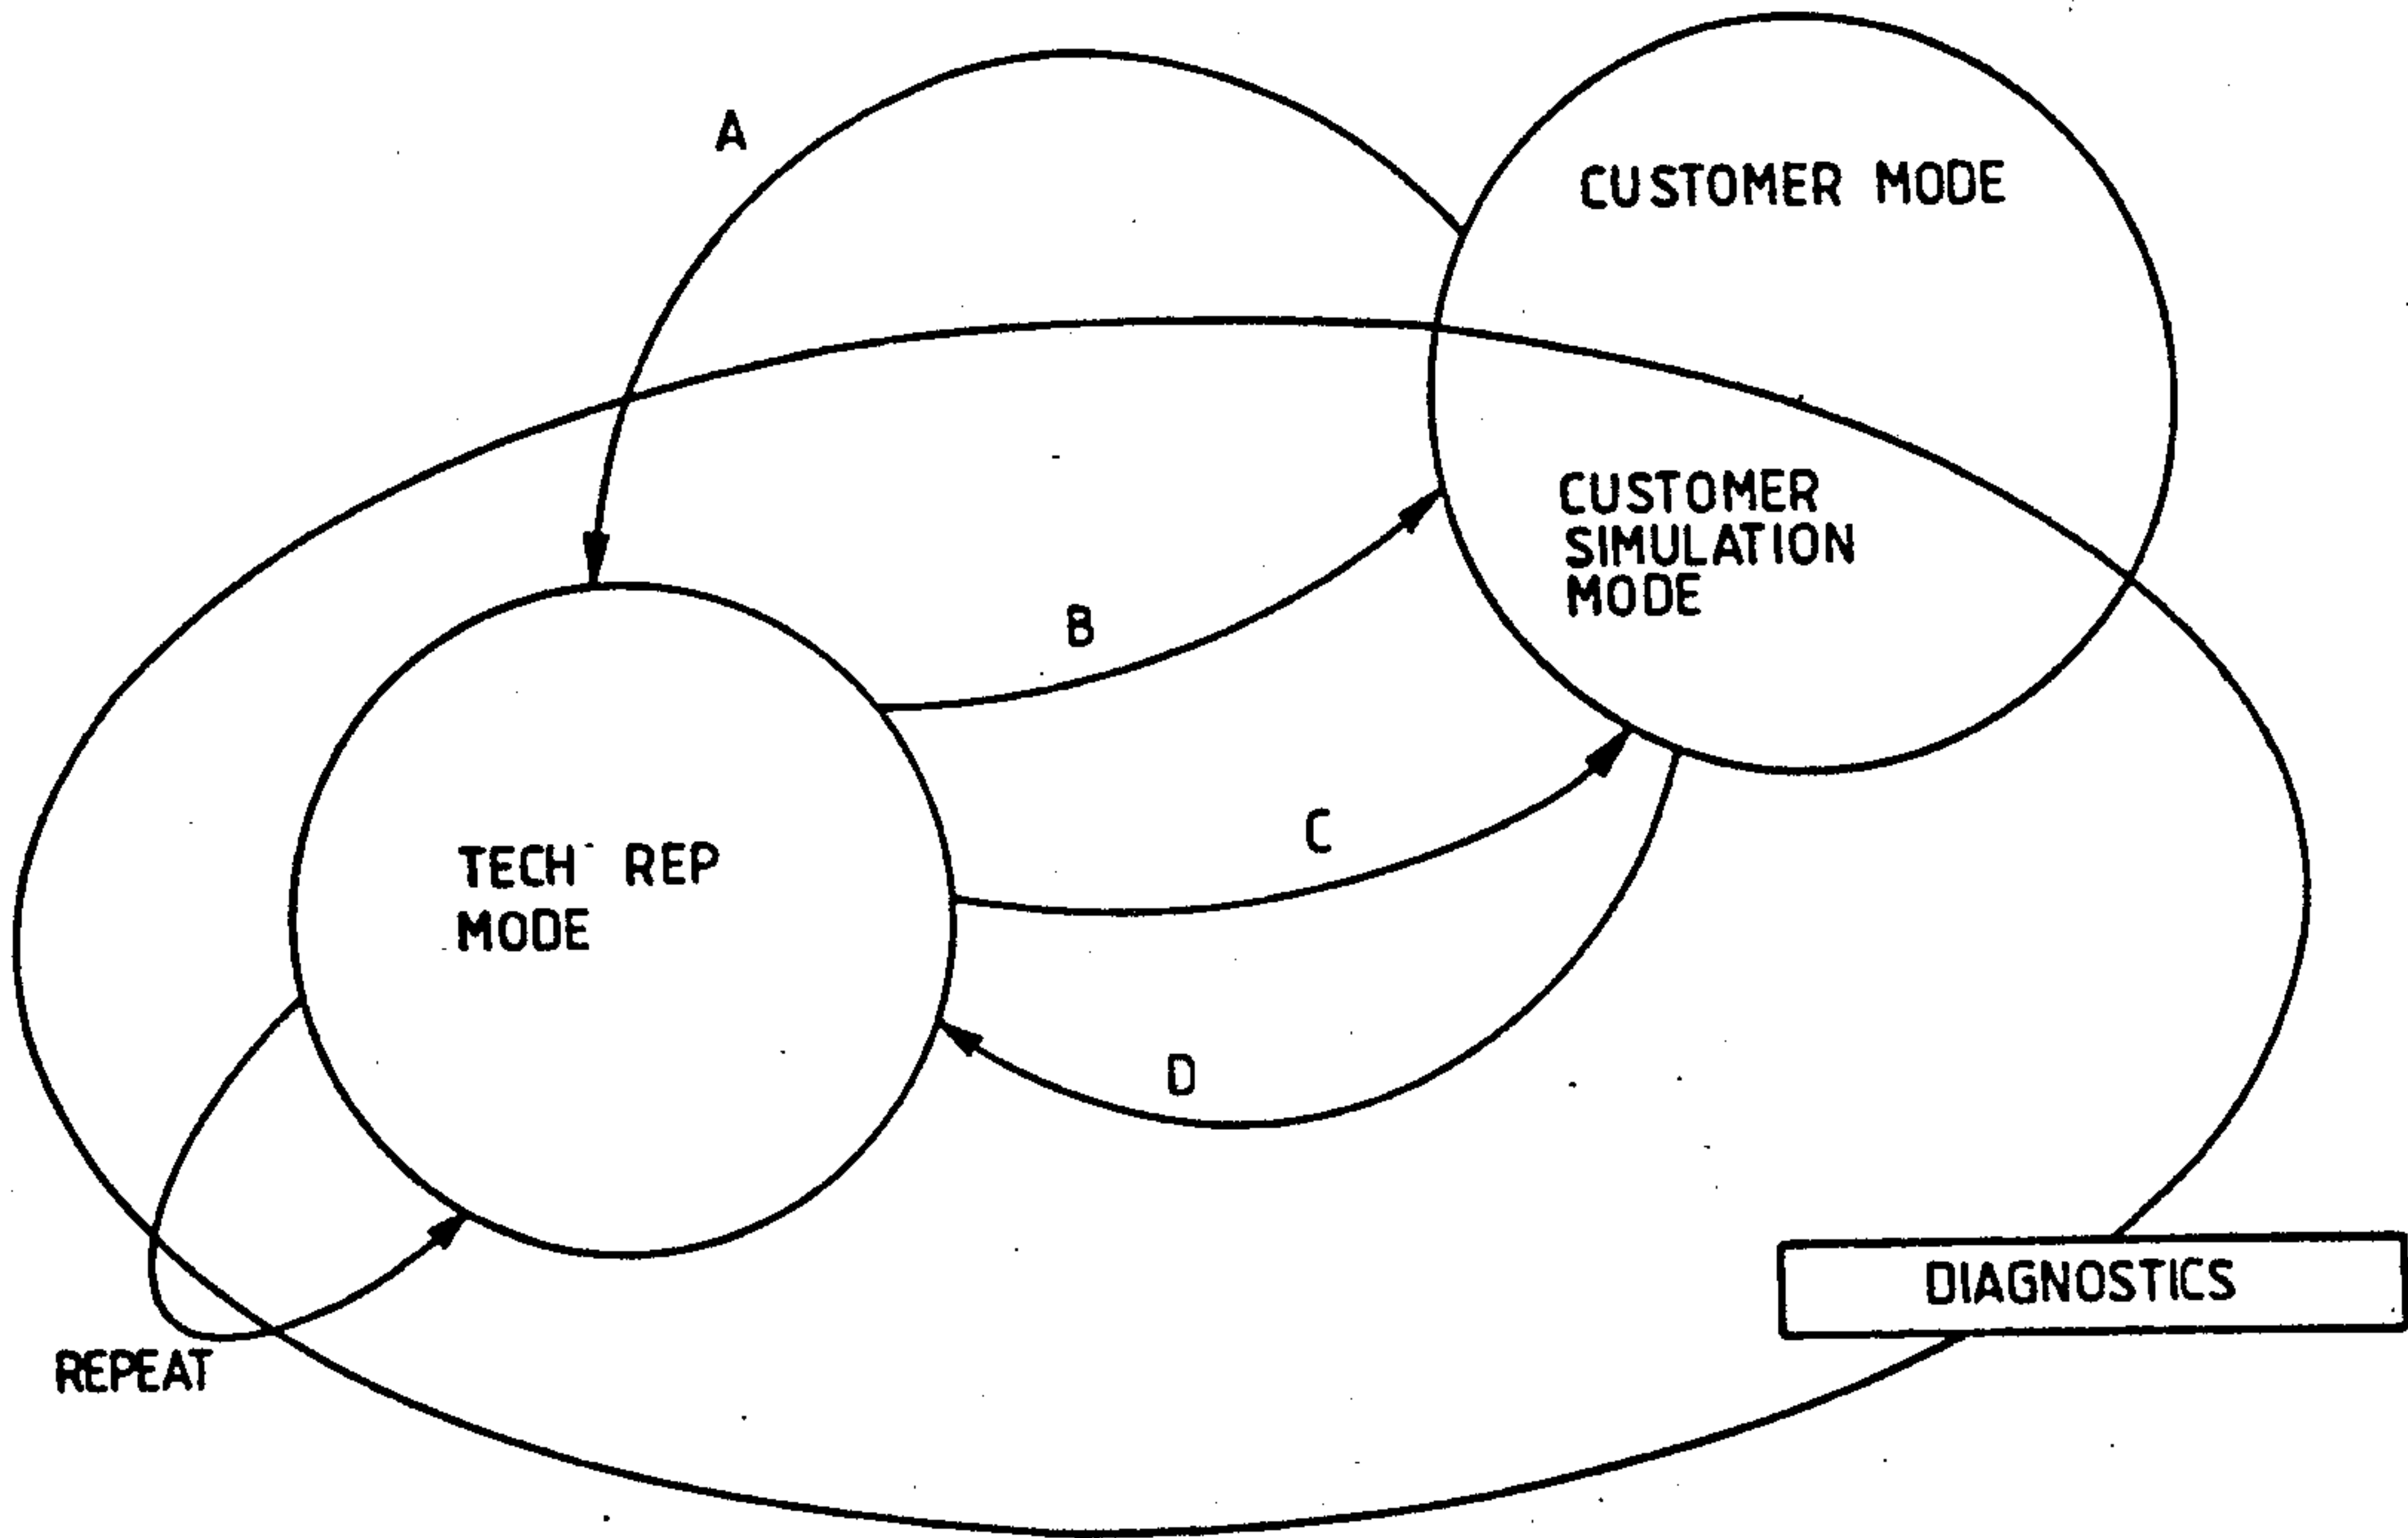 A
CUSTOMER MODE
CUSTOMER
SIMULATION
MODE
B
C
TECH REP
MODE
D
DIAGNOSTICS
REPEAT